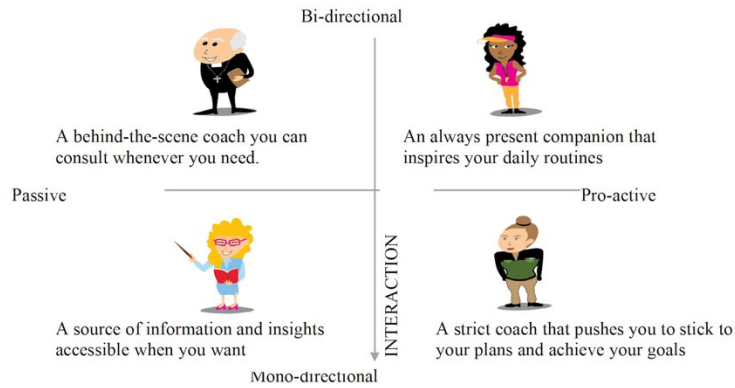 Bi-directional
A behind-the-scene coach you can
consult whenever you need.
An always present companion that
inspires your daily routines
Passive
Pro-active
INTERACTION
A source of information and insights
accessible when you want
A strict coach that pushes you to stick to
your plans and achieve your goals
Mono-directional